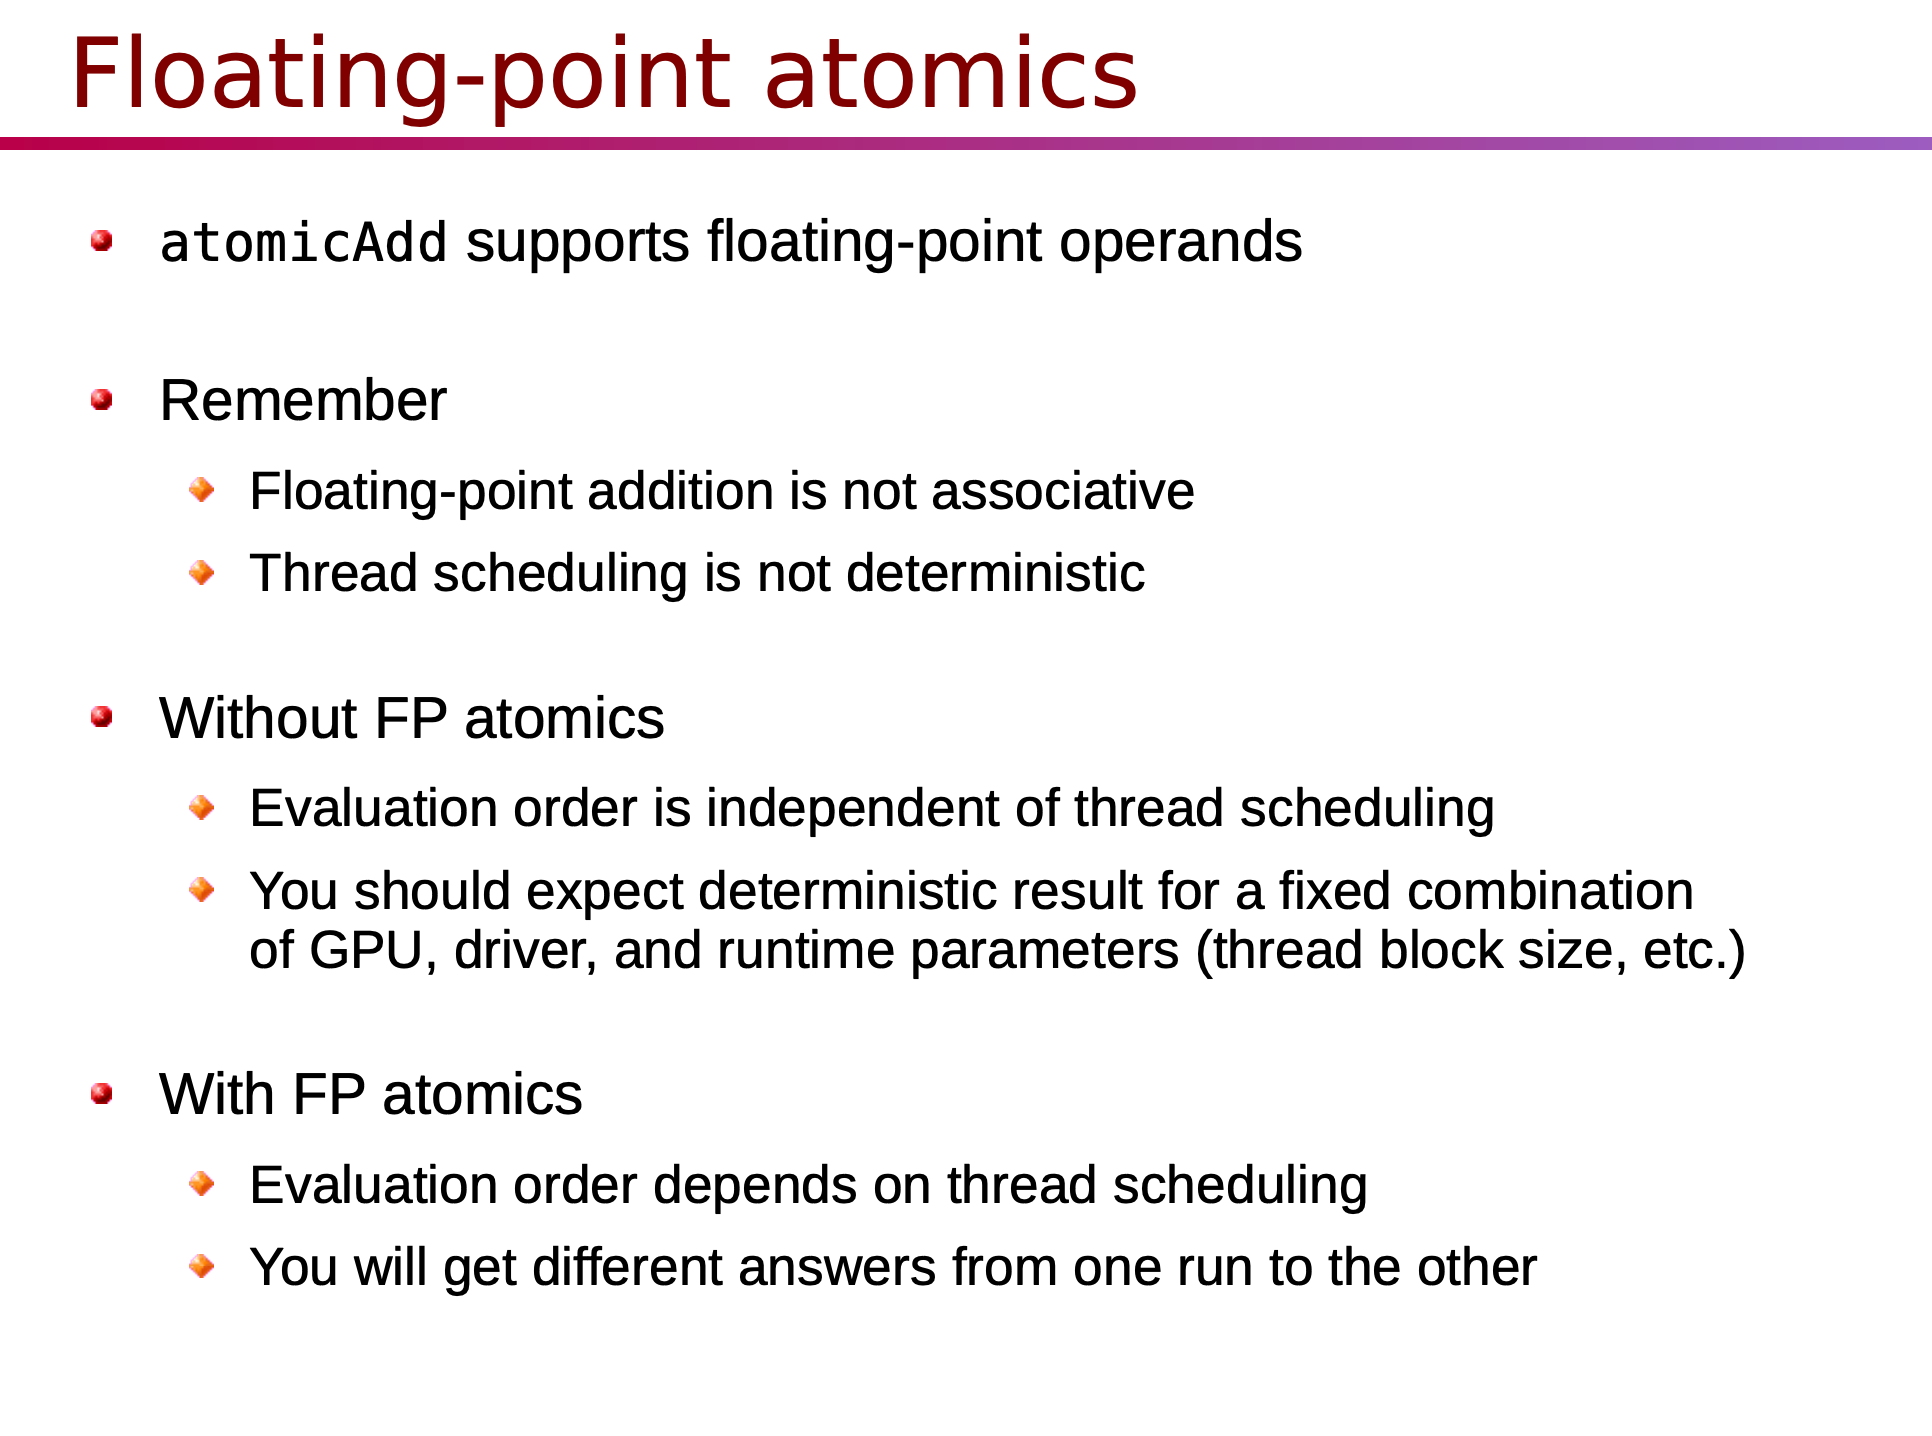 Floating-point atomics
atomicAdd supports floating-point operands
Remember
Floating-point addition is not associative
Thread scheduling is not deterministic
Without FP atomics
Evaluation order is independent of thread scheduling
You should expect deterministic result for a fixed combination
of GPU, driver, and runtime parameters (thread block size, etc.)
With FP atomics
Evaluation order depends on thread scheduling
You will get different answers from one run to the other